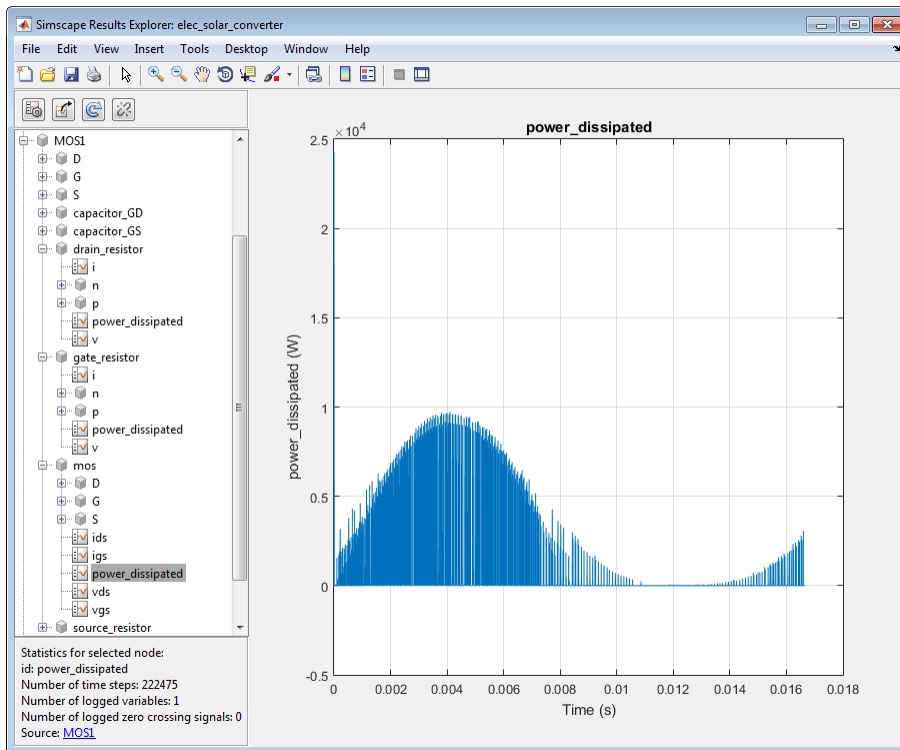 Simscape Results Explorer: elec_solar_converter
File Edit View Insert Tools Desktop Window Help
MOS1
D
G
S
capacitor_GD
capacitor_GS
drain_resistor
i
n
p
power_dissipated
v
gate_resistor
i
n
p
power_dissipated
v
mos
D
G
S
ids
igs
power_dissipated
vds
vgs
source_resistor
Statistics for selected node:
id: power_dissipated
Number of time steps: 222475
Number of logged variables: 1
Number of logged zero crossing signals: 0
Source: MOS1
power_dissipated
×10⁴
2.5
2
1.5
1
0.5
0
-0.5
power_dissipated (W)
0 0.002 0.004 0.006 0.008 0.01 0.012 0.014 0.016 0.018
Time (s)